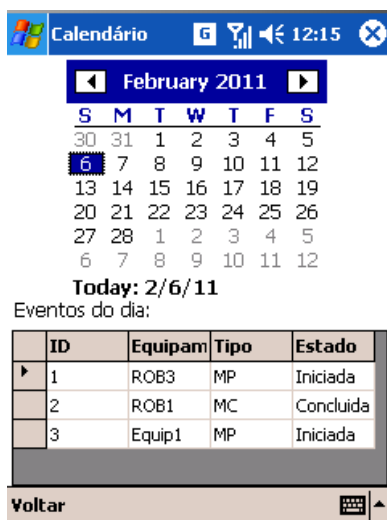 Calendário G 12:15
February 2011
S M T W T F S
30 31 1 2 3 4 5
6 7 8 9 10 11 12
13 14 15 16 17 18 19
20 21 22 23 24 25 26
27 28 1 2 3 4 5
6 7 8 9 10 11 12
Today: 2/6/11
Eventos do dia:
ID Equipam Tipo Estado
1 ROB3 MP Iniciada
2 ROB1 MC Concluida
3 Equip1 MP Iniciada
Voltar